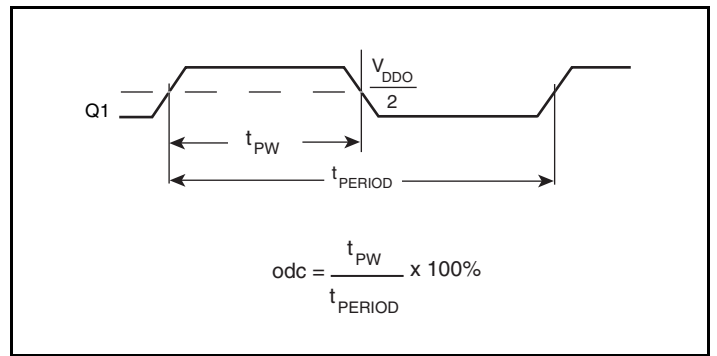 V_DDO
2
Q1
t_PW
t_PERIOD
odc = t_PW / t_PERIOD x 100%